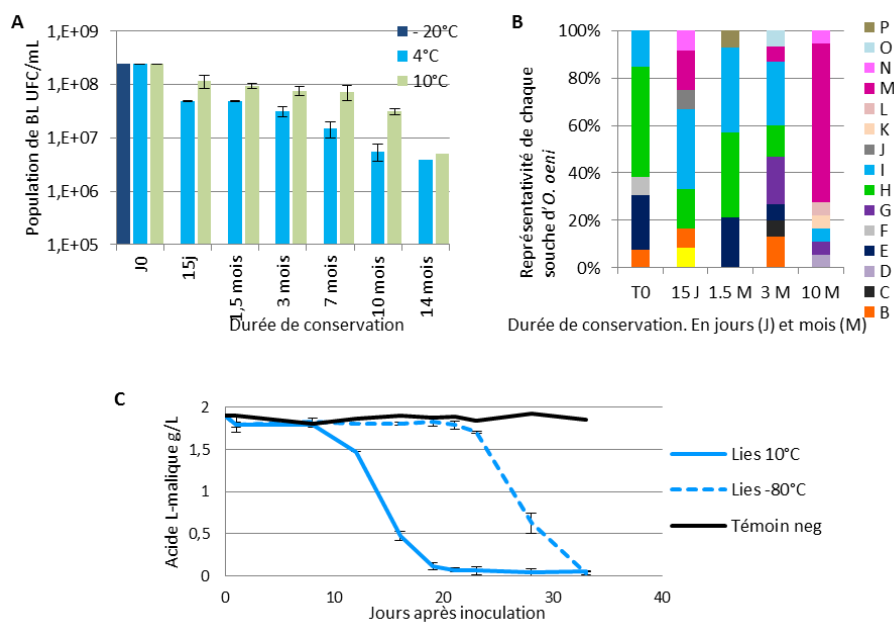 A
Population de BL UFC/mL
1,E+09
1,E+08
1,E+07
1,E+06
1,E+05
- 20°C
4°C
10°C
J0
15j
1,5 mois
3 mois
7 mois
10 mois
14 mois
Durée de conservation
B
Représentativité de chaque
souche d'O. oeni
100%
80%
60%
40%
20%
0%
T0
15 J
1.5 M
3 M
10 M
Durée de conservation. En jours (J) et mois (M)
P
O
N
M
L
K
J
I
H
G
F
E
D
C
B
C
Acide L-malique g/L
2
1,5
1
0,5
0
0
10
20
30
40
Jours après inoculation
Lies 10°C
Lies -80°C
Témoin neg